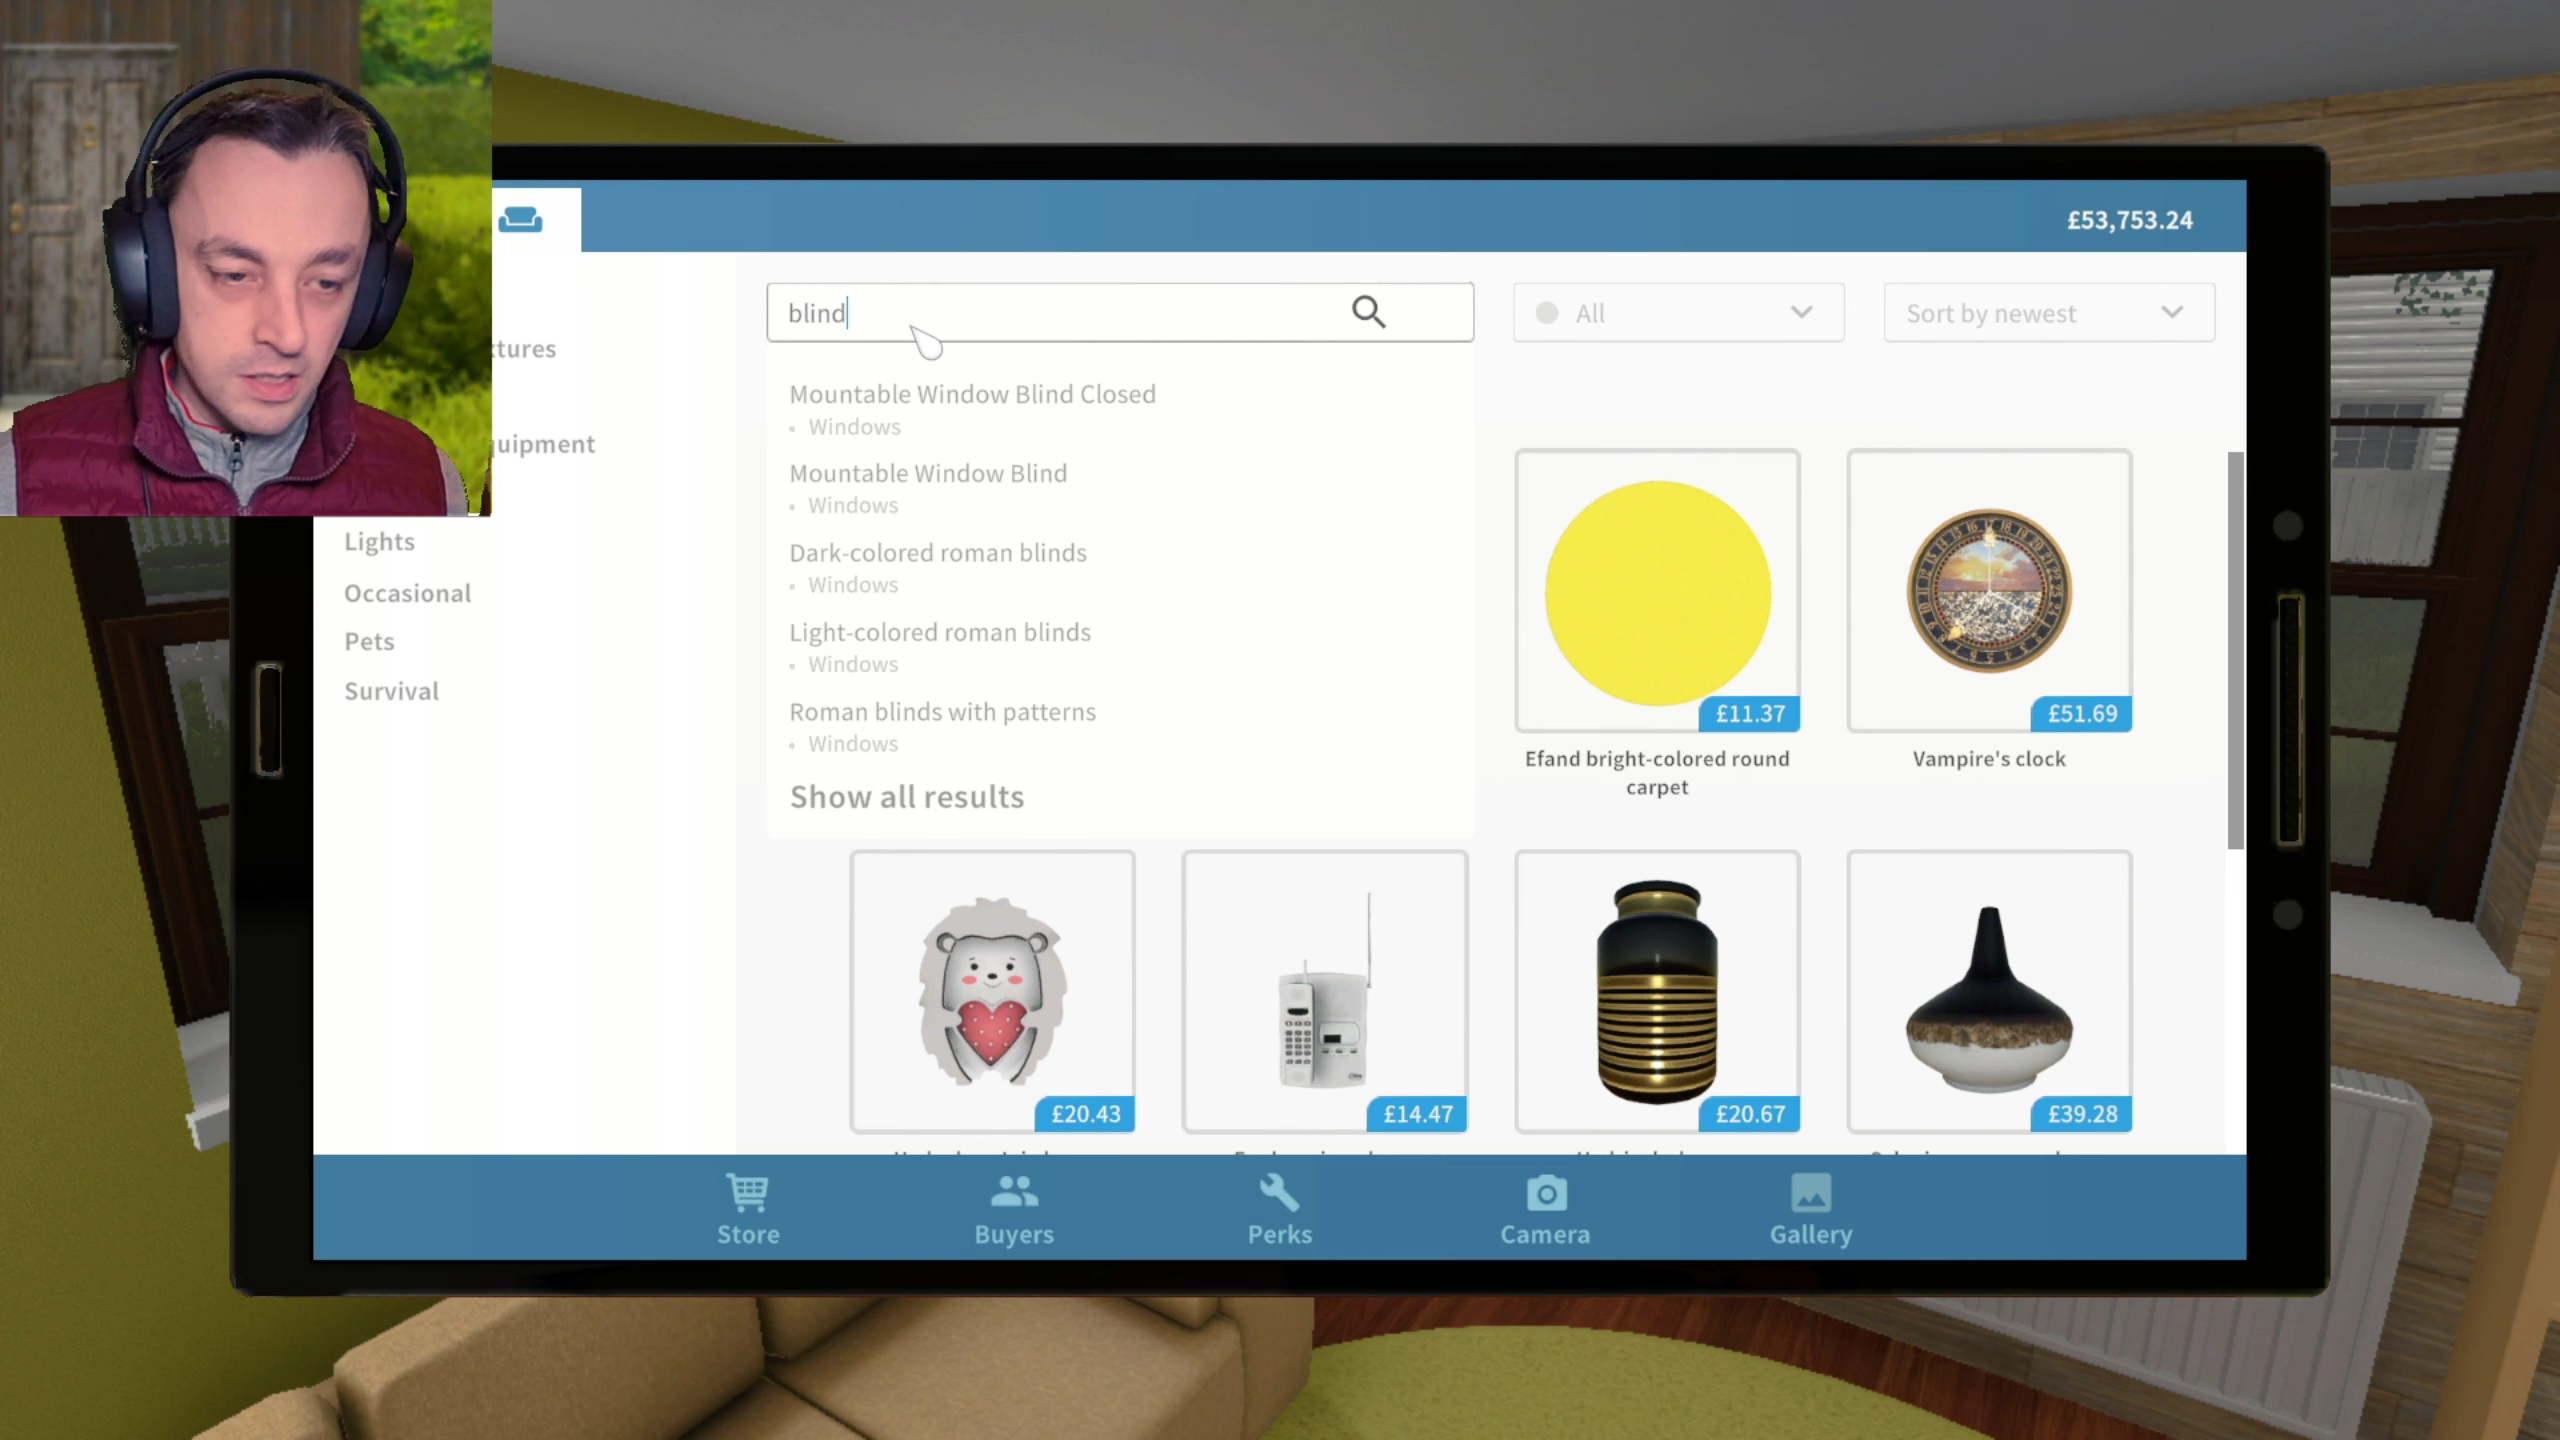 £53,753.24
blind
All
Sort by newest
xtures
quipment
Lights
Occasional
Pets
Survival
Mountable Window Blind Closed
• Windows
Mountable Window Blind
• Windows
Dark-colored roman blinds
• Windows
Light-colored roman blinds
• Windows
Roman blinds with patterns
• Windows
Show all results
£11.37
Efand bright-colored round
carpet
£51.69
Vampire's clock
£20.43
£14.47
£20.67
£39.28
Store
Buyers
Perks
Camera
Gallery